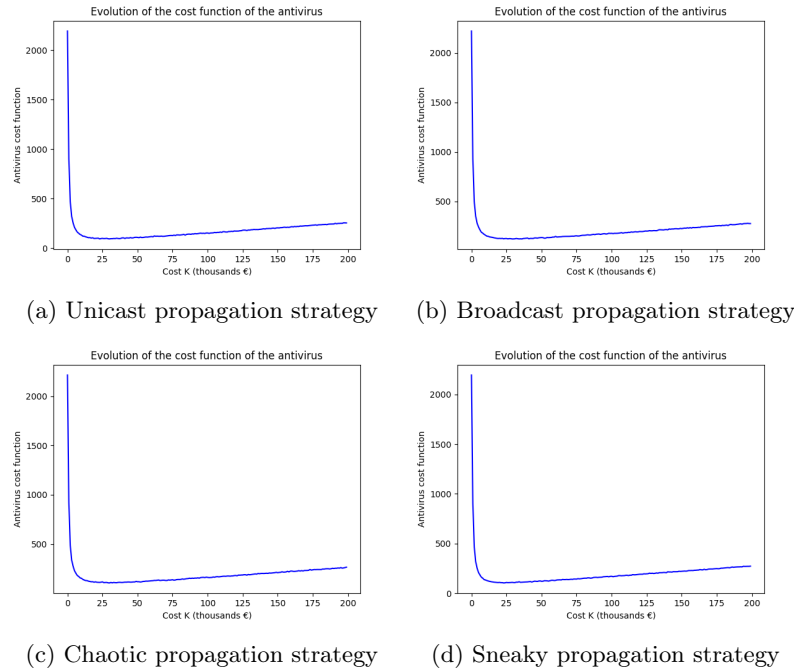 Evolution of the cost function of the antivirus
2000
1500
1000
500
0
Antivirus cost function
0 25 50 75 100 125 150 175 200
Cost K (thousands €)
(a) Unicast propagation strategy
Evolution of the cost function of the antivirus
2000
1500
1000
500
Antivirus cost function
0 25 50 75 100 125 150 175 200
Cost K (thousands €)
(b) Broadcast propagation strategy
Evolution of the cost function of the antivirus
2000
1500
1000
500
Antivirus cost function
0 25 50 75 100 125 150 175 200
Cost K (thousands €)
(c) Chaotic propagation strategy
Evolution of the cost function of the antivirus
2000
1500
1000
500
0
Antivirus cost function
0 25 50 75 100 125 150 175 200
Cost K (thousands €)
(d) Sneaky propagation strategy